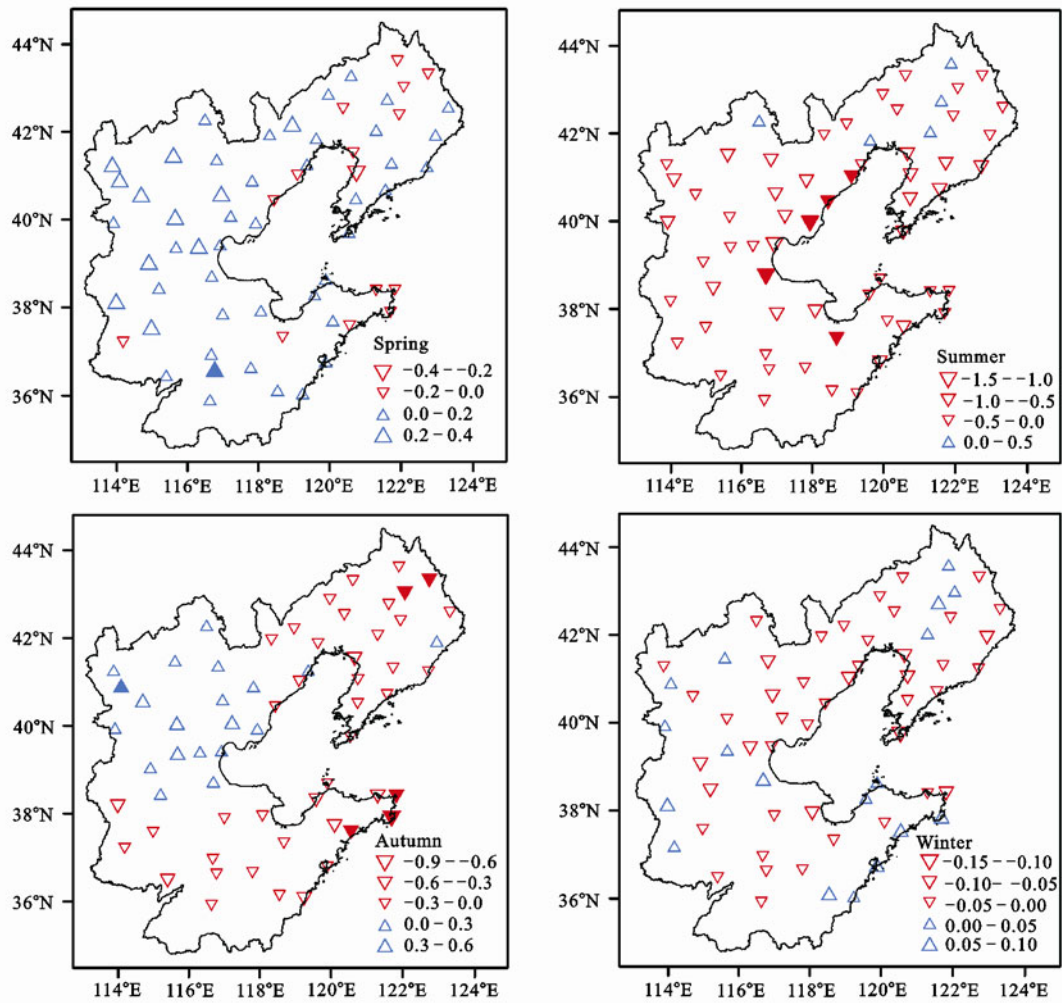 44°N
42°N
40°N
38°N
36°N
Spring
−0.4−−0.2
−0.2−0.0
0.0−0.2
0.2−0.4
114°E 116°E 118°E 120°E 122°E 124°E
44°N
42°N
40°N
38°N
36°N
Summer
−1.5−−1.0
−1.0−−0.5
−0.5−0.0
0.0−0.5
114°E 116°E 118°E 120°E 122°E 124°E
44°N
42°N
40°N
38°N
36°N
Autumn
−0.9−−0.6
−0.6−−0.3
−0.3−0.0
0.0−0.3
0.3−0.6
114°E 116°E 118°E 120°E 122°E 124°E
44°N
42°N
40°N
38°N
36°N
Winter
−0.15−−0.10
−0.10−−0.05
−0.05−0.00
0.00−0.05
0.05−0.10
114°E 116°E 118°E 120°E 122°E 124°E